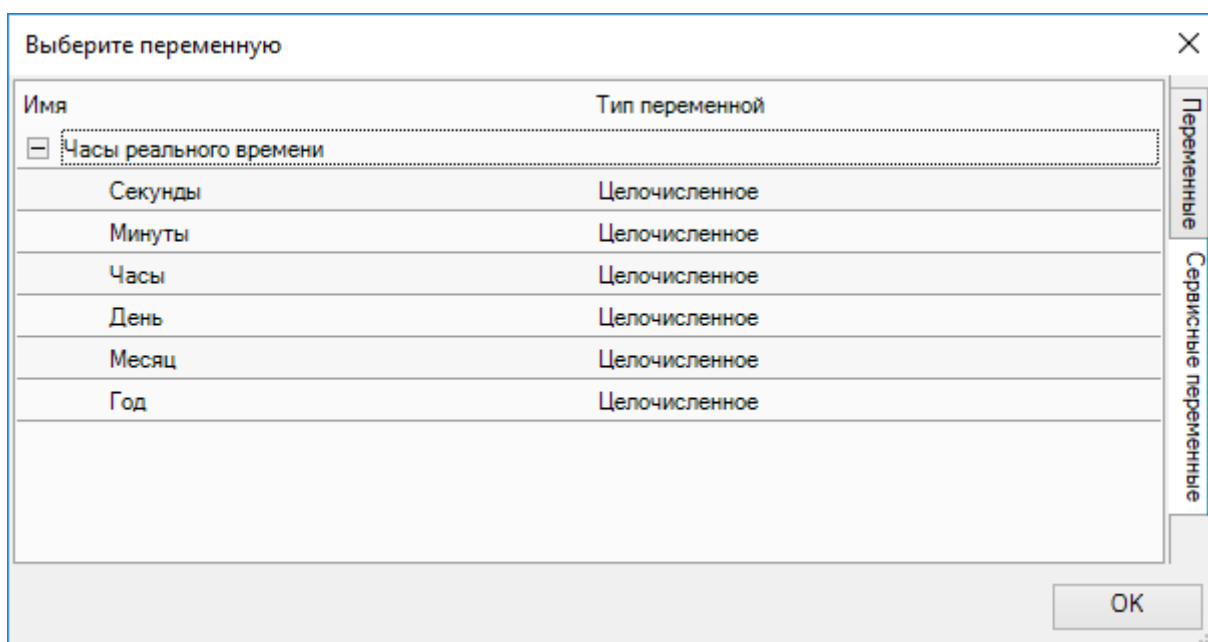 Выберите переменную
Имя Тип переменной
Часы реального времени
Секунды Целочисленное
Минуты Целочисленное
Часы Целочисленное
День Целочисленное
Месяц Целочисленное
Год Целочисленное
Переменные
Сервисные переменные
OK